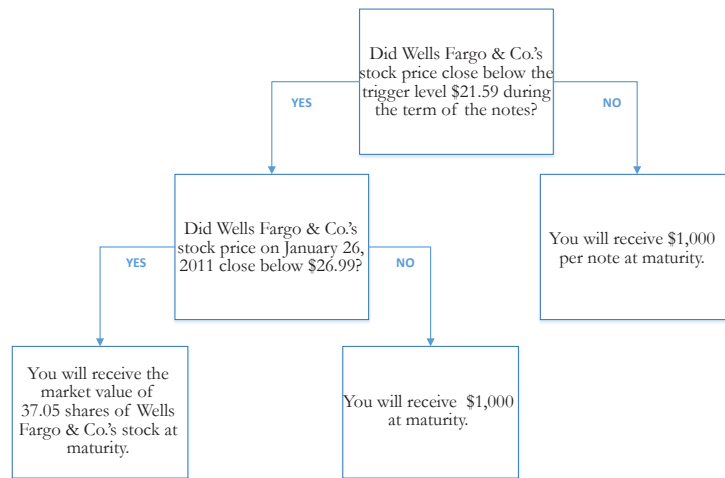 Did Wells Fargo & Co.'s
stock price close below the
trigger level $21.59 during
the term of the notes?
YES
NO
Did Wells Fargo & Co.'s
stock price on January 26,
2011 close below $26.99?
You will receive $1,000
per note at maturity.
YES
NO
You will receive the
market value of
37.05 shares of Wells
Fargo & Co.'s stock at
maturity.
You will receive $1,000
at maturity.